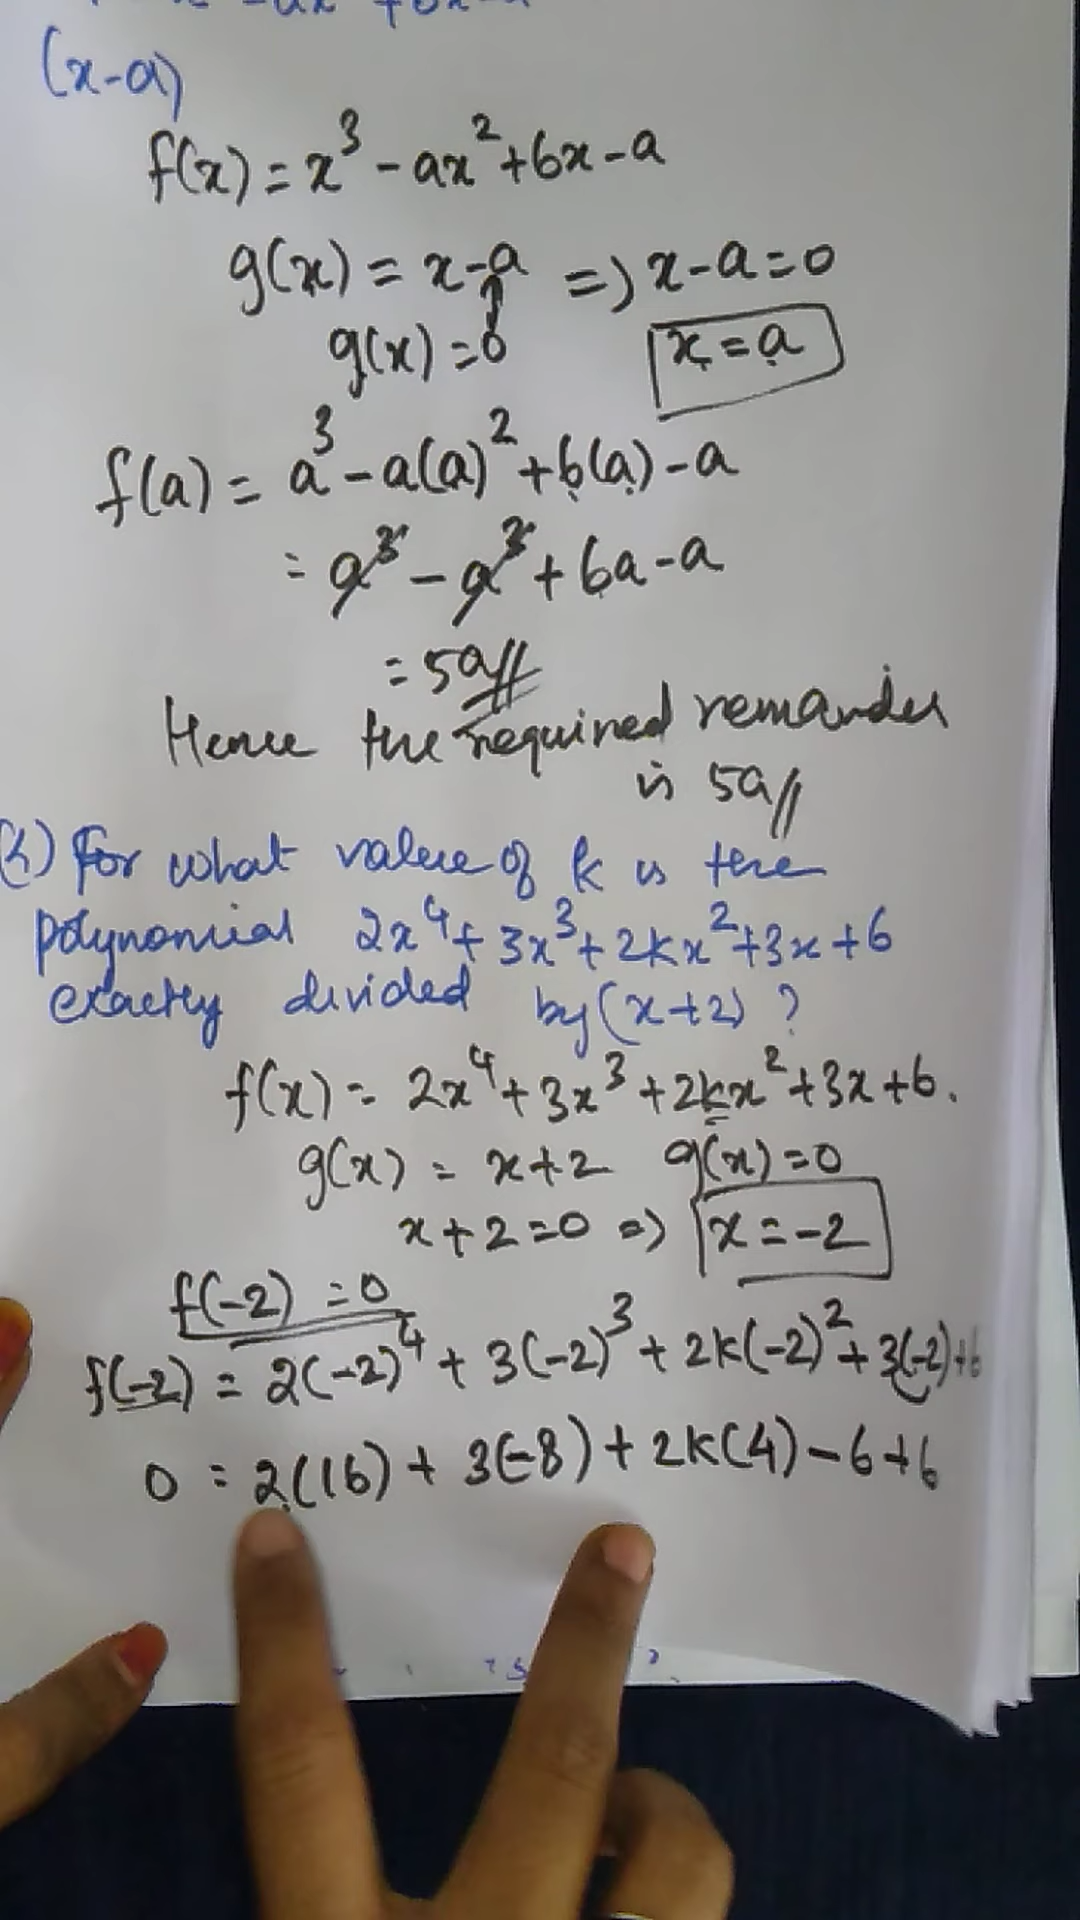 (x-a)
f(x) = x³ - ax² + 6x - a
g(x) = x-a => x-a=0
g(x) = 0 x = a
f(a) = a³ - a(a)² + 6(a) - a
= a³ - a³ + 6a - a
= 5a//
Hence the required remainder
is 5a//
For what value of k is the
polynomial 2x⁴ + 3x³ + 2kx² + 3x + 6
exactly divided by (x+2) ?
f(x) = 2x⁴ + 3x³ + 2kx² + 3x + 6.
g(x) = x+2 g(x) = 0
x+2=0 => x = -2
f(-2) = 0
f(-2) = 2(-2)⁴ + 3(-2)³ + 2k(-2)² + 3(-2)+6
0 = 2(16) + 3(-8) + 2k(4) - 6 + 6